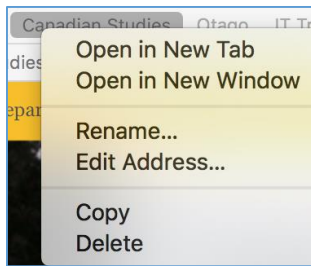 Canadian Studies Otago IT Tr
dies
Open in New Tab
Open in New Window
epar
Rename...
Edit Address...
Copy
Delete